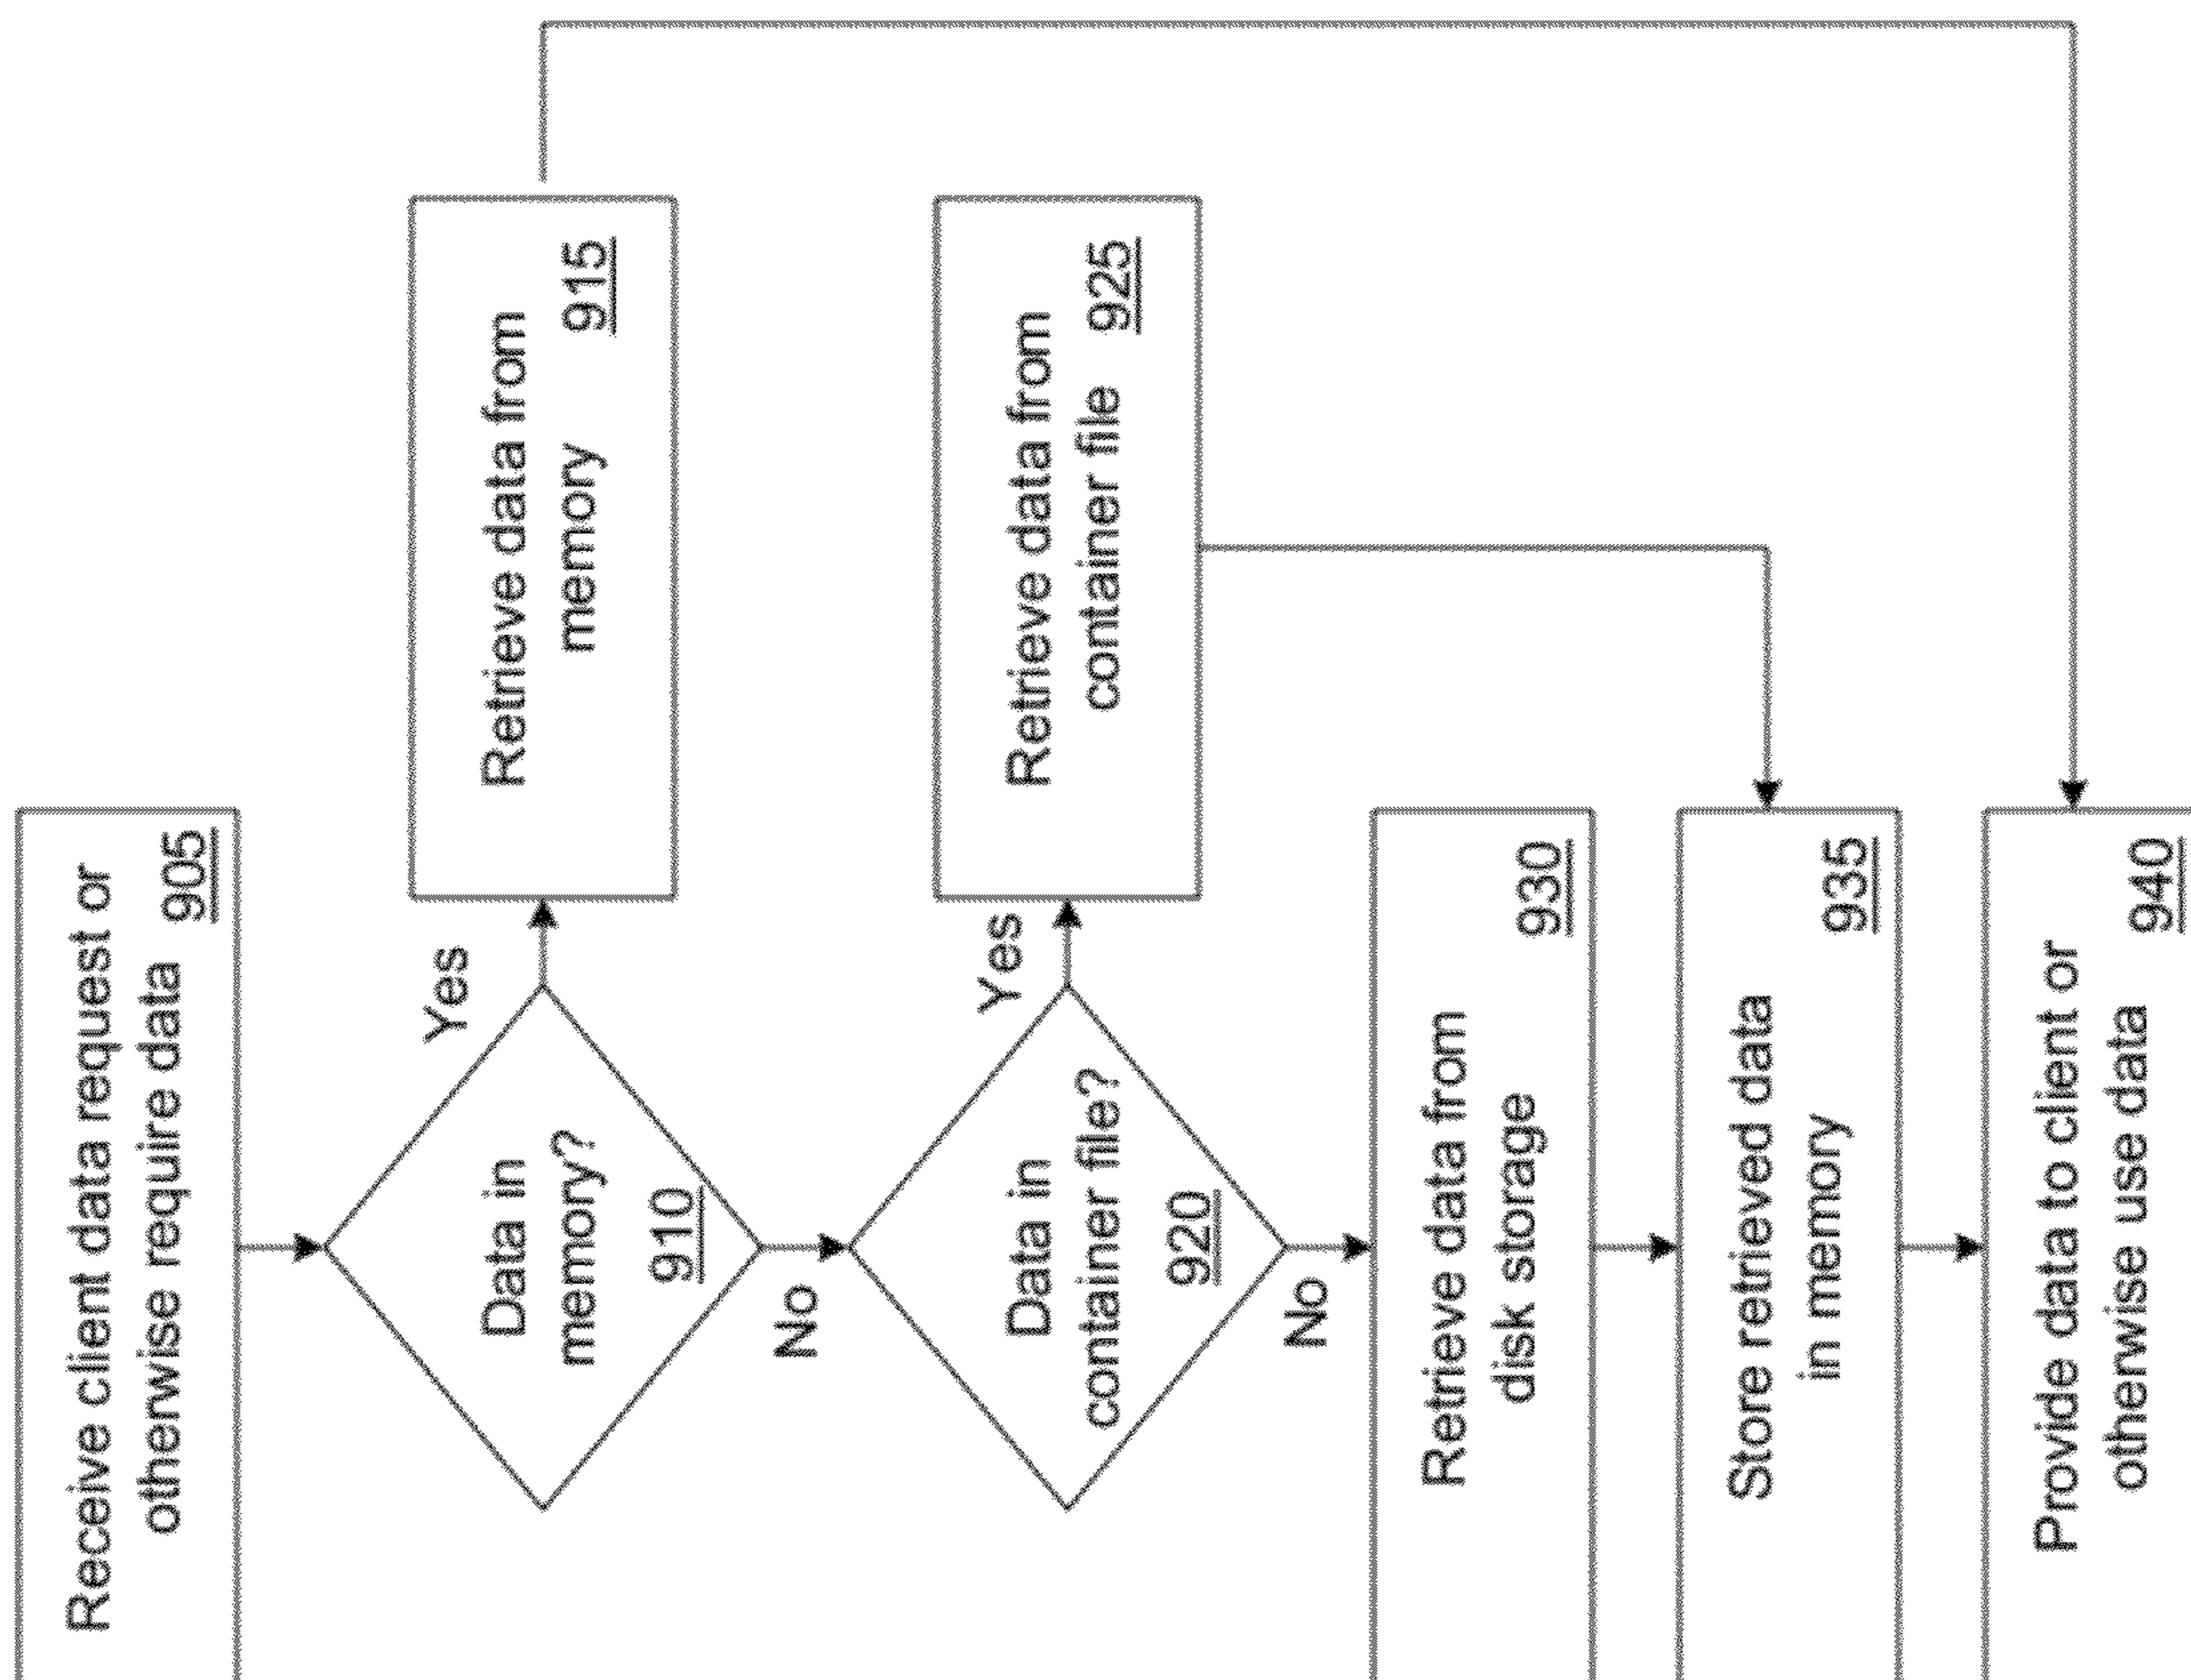 Receive client data request or
otherwise require data 905
Data in
memory?
910
Yes
Retrieve data from
memory 915
No
Data in
container file?
920
Yes
Retrieve data from
container file 925
No
Retrieve data from
disk storage
930
Store retrieved data
in memory
935
Provide data to client or
otherwise use data
940